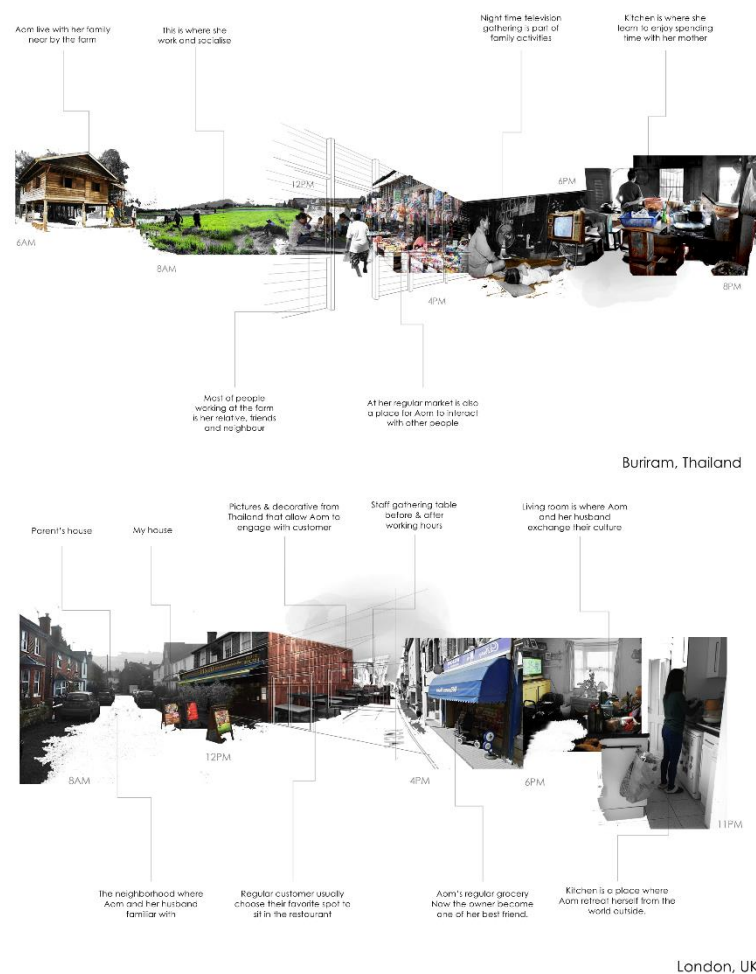 Aom live with her family
near by the farm
This is where she
work and socialise
Night time television
gathering is part of
family activities
Kitchen is where she
learn to enjoy spending
time with her mother
6AM
8AM
12PM
4PM
6PM
8PM
Most of people
working at the farm
is her relative, friends
and neighbour
At her regular market is also
a place for Aom to interact
with other people
Buriram, Thailand
Parent's house
My house
Pictures & decorative from
Thailand that allow Aom to
engage with customer
Staff gathering table
before & after
working hours
Living room is where Aom
and her husband
exchange their culture
8AM
12PM
4PM
6PM
11PM
The neighborhood where
Aom and her husband
familiar with
Regular customer usually
choose their favorite spot to
sit in the restaurant
Aom's regular grocery
Now the owner become
one of her best friend.
Kitchen is a place where
Aom retreat herself from the
world outside.
London, UK